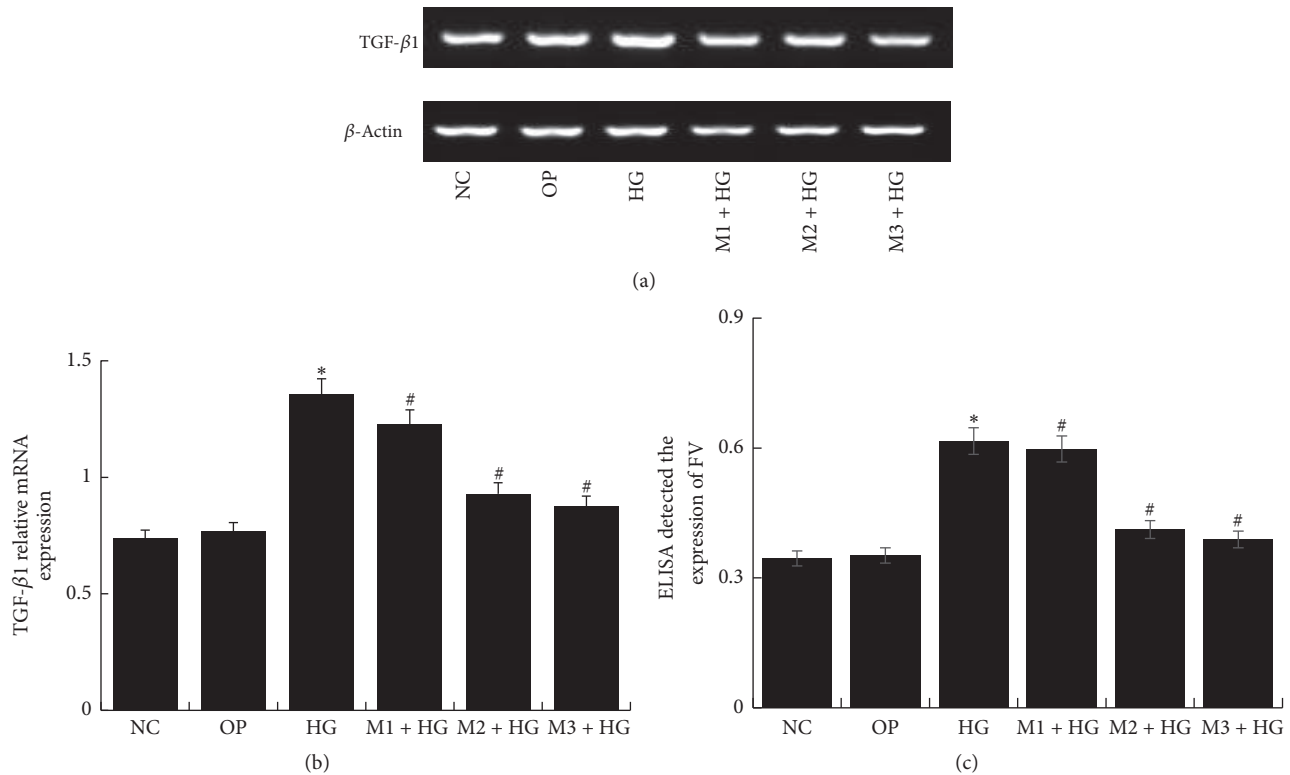 TGF-β1
β-Actin
NC
OP
HG
M1 + HG
M2 + HG
M3 + HG
(a)
TGF-β1 relative mRNA
expression
1.5
1
0.5
0
*
#
#
#
NC OP HG M1 + HG M2 + HG M3 + HG
(b)
ELISA detected the
expression of FV
0.9
0.6
0.3
0
*
#
#
#
NC OP HG M1 + HG M2 + HG M3 + HG
(c)